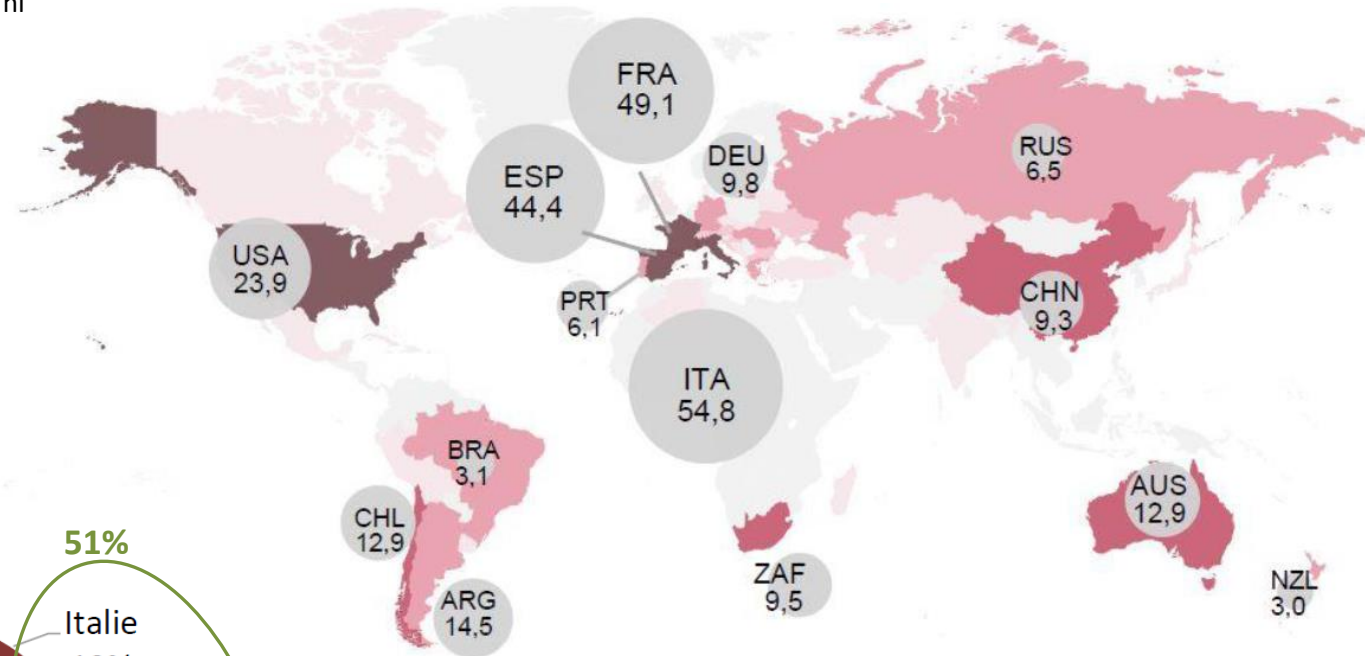 FRA
49,1
DEU
9,8
RUS
6,5
ESP
44,4
USA
23,9
PRT
6,1
CHN
9,3
ITA
54,8
BRA
3,1
CHL
12,9
AUS
12,9
ARG
14,5
ZAF
9,5
NZL
3,0
51%
Italie